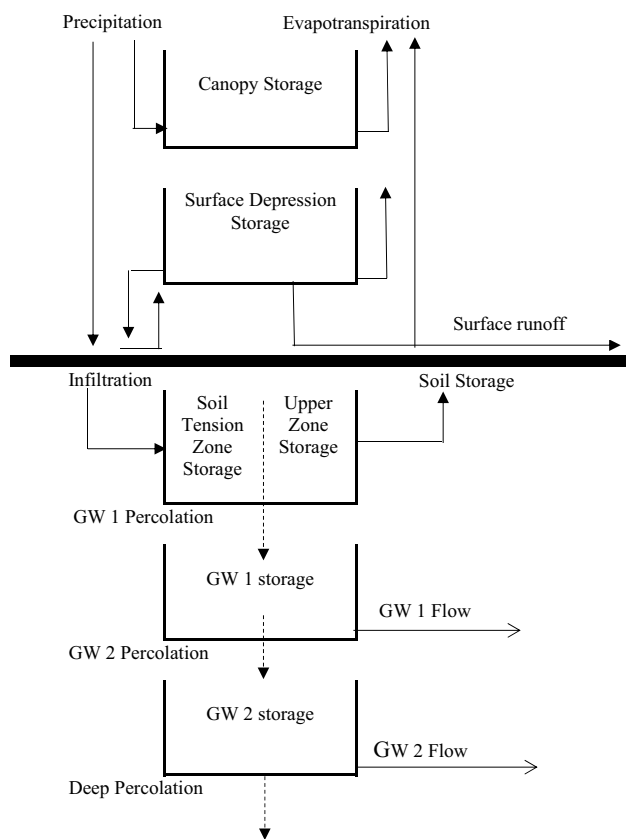 Precipitation
Evapotranspiration
Canopy Storage
Surface Depression
Storage
Surface runoff
Infiltration
Soil Storage
Soil
Tension
Zone
Storage
Upper
Zone
Storage
GW 1 Percolation
GW 1 storage
GW 1 Flow
GW 2 Percolation
GW 2 storage
GW 2 Flow
Deep Percolation